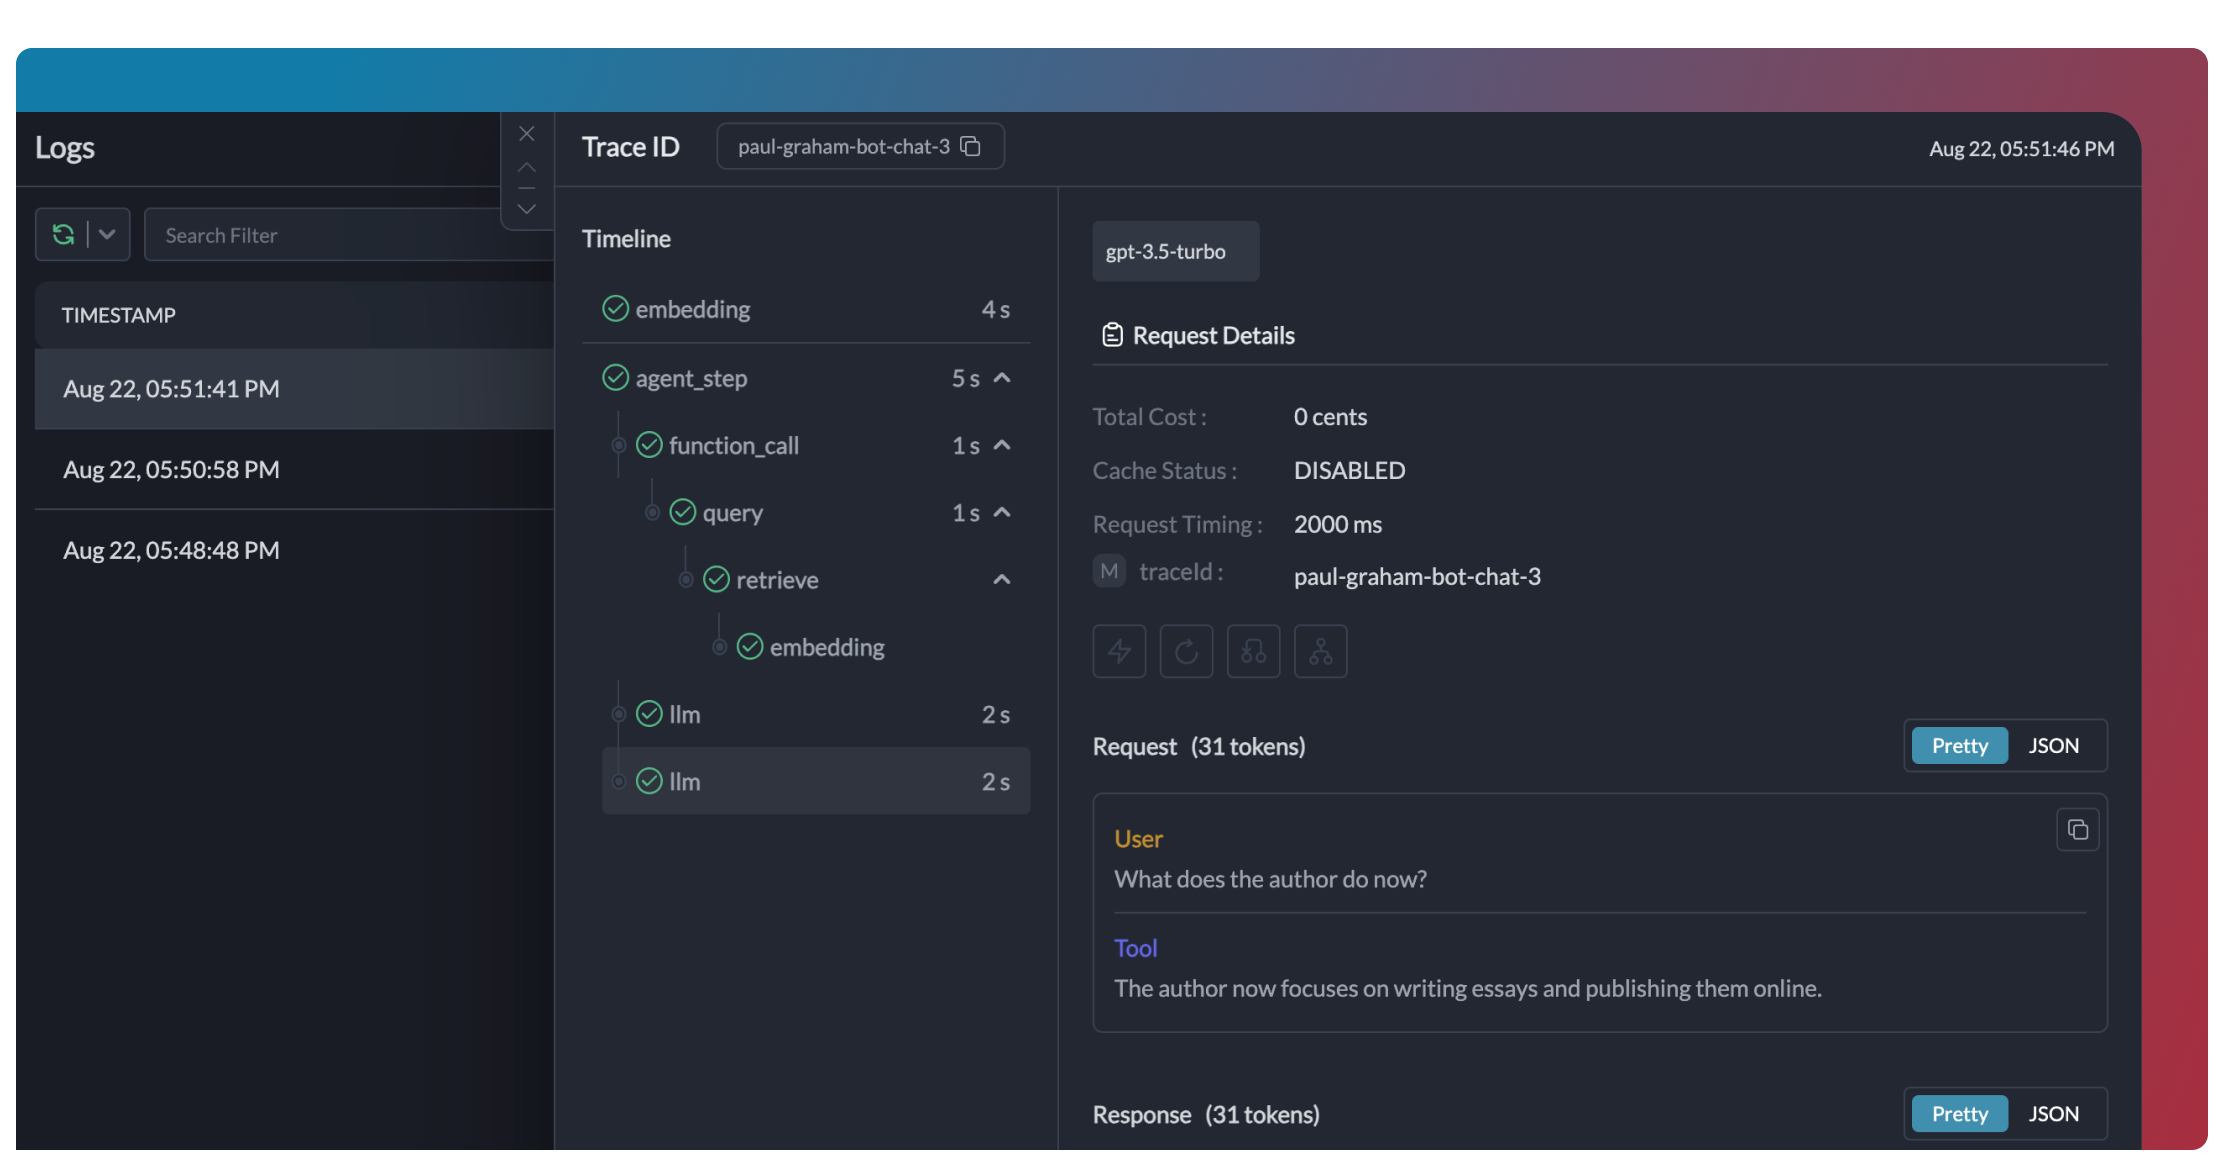 Logs
Search Filter
TIMESTAMP
Aug 22, 05:51:41 PM
Aug 22, 05:50:58 PM
Aug 22, 05:48:48 PM
Trace ID paul-graham-bot-chat-3 Aug 22, 05:51:46 PM
Timeline
embedding 4 s
agent_step 5 s
function_call 1 s
query 1 s
retrieve
embedding
llm 2 s
llm 2 s
gpt-3.5-turbo
Request Details
Total Cost : 0 cents
Cache Status : DISABLED
Request Timing : 2000 ms
M traceId : paul-graham-bot-chat-3
Request (31 tokens) Pretty JSON
User
What does the author do now?
Tool
The author now focuses on writing essays and publishing them online.
Response (31 tokens) Pretty JSON